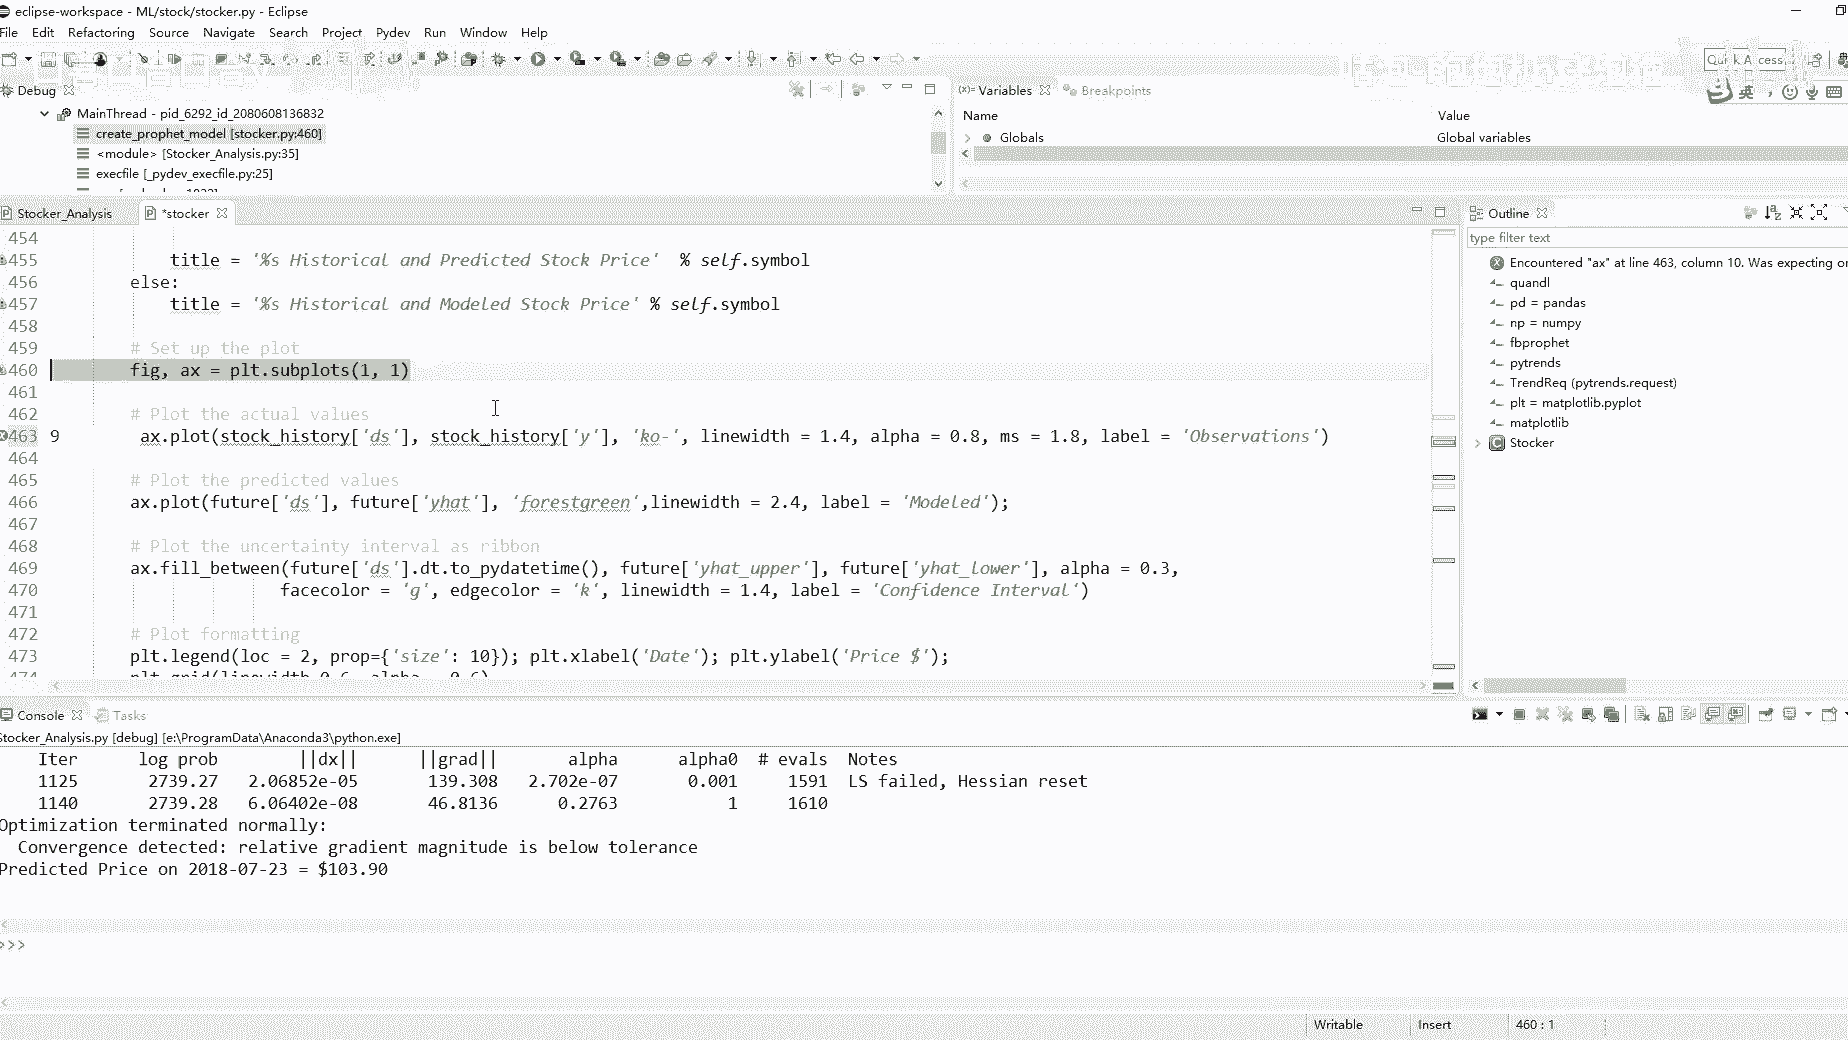 eclipse-workspace - ML/stock/stocker.py - Eclipse
File Edit Refactoring Source Navigate Search Project Pydev Run Window Help
Debug
Variables Breakpoints
MainThread - pid_6292_id_2080608136832
create_prophet_model [stocker.py:460]
<module> [Stocker_Analysis.py:35]
execfile [_pydev_execfile.py:25]
Name Value
Globals Global variables
Stocker_Analysis *stocker
454
455 title = '%s Historical and Predicted Stock Price' % self.symbol
456 else:
457 title = '%s Historical and Modeled Stock Price' % self.symbol
458
459 # Set up the plot
460 fig, ax = plt.subplots(1, 1)
461
462 # Plot the actual values
463 9 ax.plot(stock_history['ds'], stock_history['y'], 'ko-', linewidth = 1.4, alpha = 0.8, ms = 1.8, label = 'Observations')
464
465 # Plot the predicted values
466 ax.plot(future['ds'], future['yhat'], 'forestgreen',linewidth = 2.4, label = 'Modeled');
467
468 # Plot the uncertainty interval as ribbon
469 ax.fill_between(future['ds'].dt.to_pydatetime(), future['yhat_upper'], future['yhat_lower'], alpha = 0.3,
470 facecolor = 'g', edgecolor = 'k', linewidth = 1.4, label = 'Confidence Interval')
471
472 # Plot formatting
473 plt.legend(loc = 2, prop={'size': 10}); plt.xlabel('Date'); plt.ylabel('Price $');
Outline
type filter text
Encountered "ax" at line 463, column 10. Was expecting
quandl
pd = pandas
np = numpy
fbprophet
pytrends
TrendReq (pytrends.request)
plt = matplotlib.pyplot
matplotlib
Stocker
Console Tasks
Stocker_Analysis.py [debug] [e:\ProgramData\Anaconda3\python.exe]
Iter log prob ||dx|| ||grad|| alpha alpha0 # evals Notes
1125 2739.27 2.06852e-05 139.308 2.702e-07 0.001 1591 LS failed, Hessian reset
1140 2739.28 6.06402e-08 46.8136 0.2763 1 1610
Optimization terminated normally:
Convergence detected: relative gradient magnitude is below tolerance
Predicted Price on 2018-07-23 = $103.90
>>>
Writable Insert 460 : 1